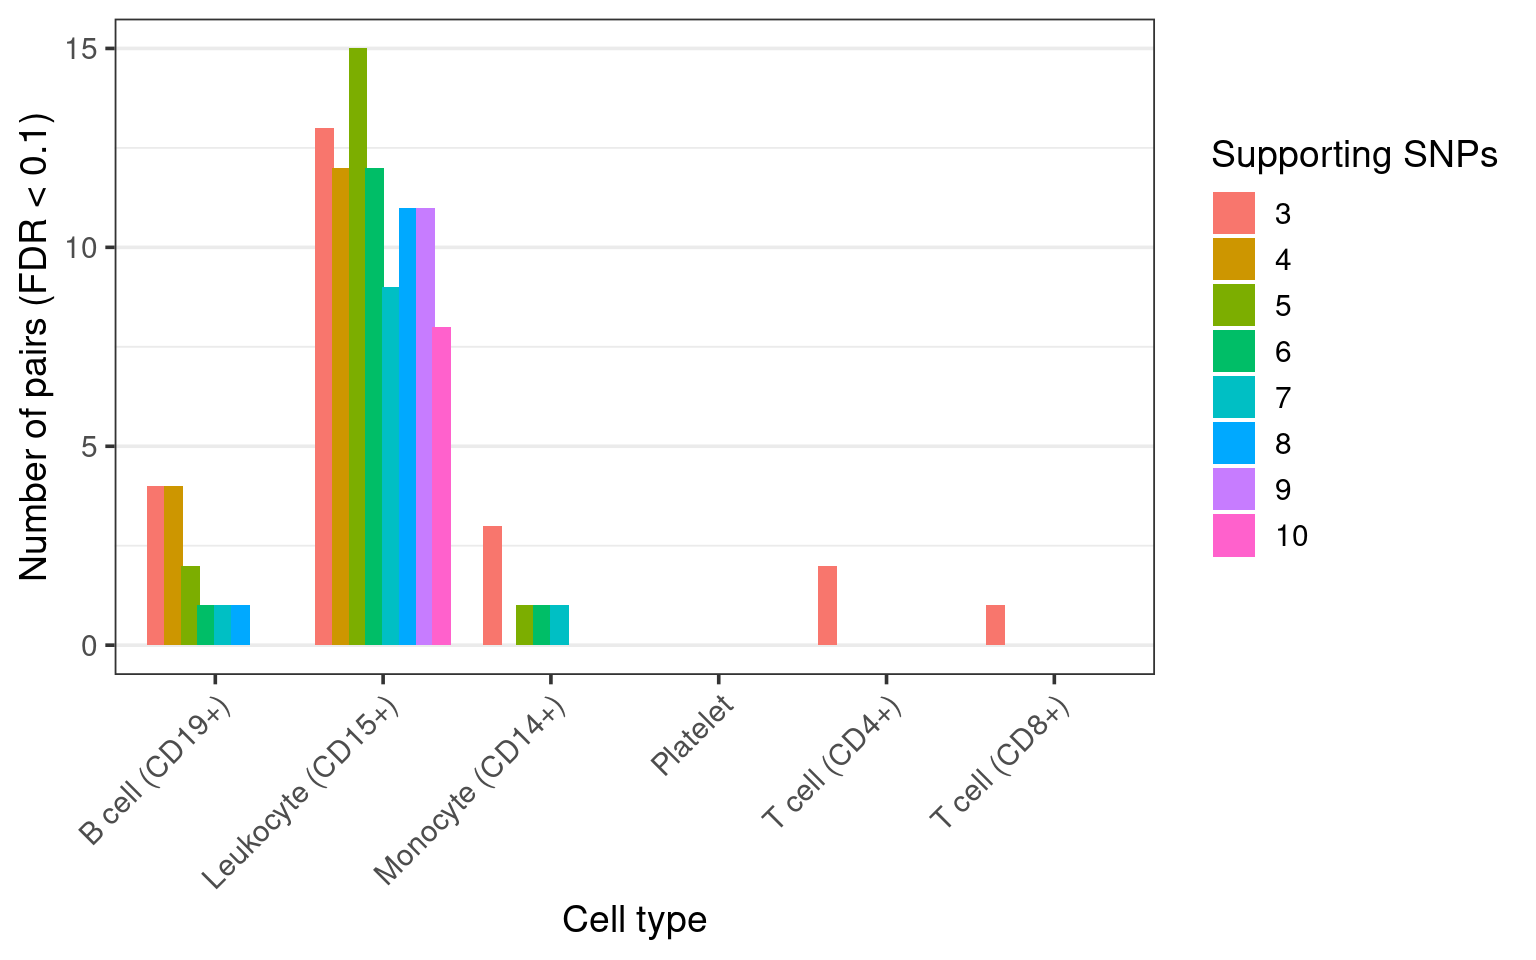 Number of pairs (FDR < 0.1)
15
10
5
0
B cell (CD19+)
Leukocyte (CD15+)
Monocyte (CD14+)
Platelet
T cell (CD4+)
T cell (CD8+)
Cell type
Supporting SNPs
3
4
5
6
7
8
9
10